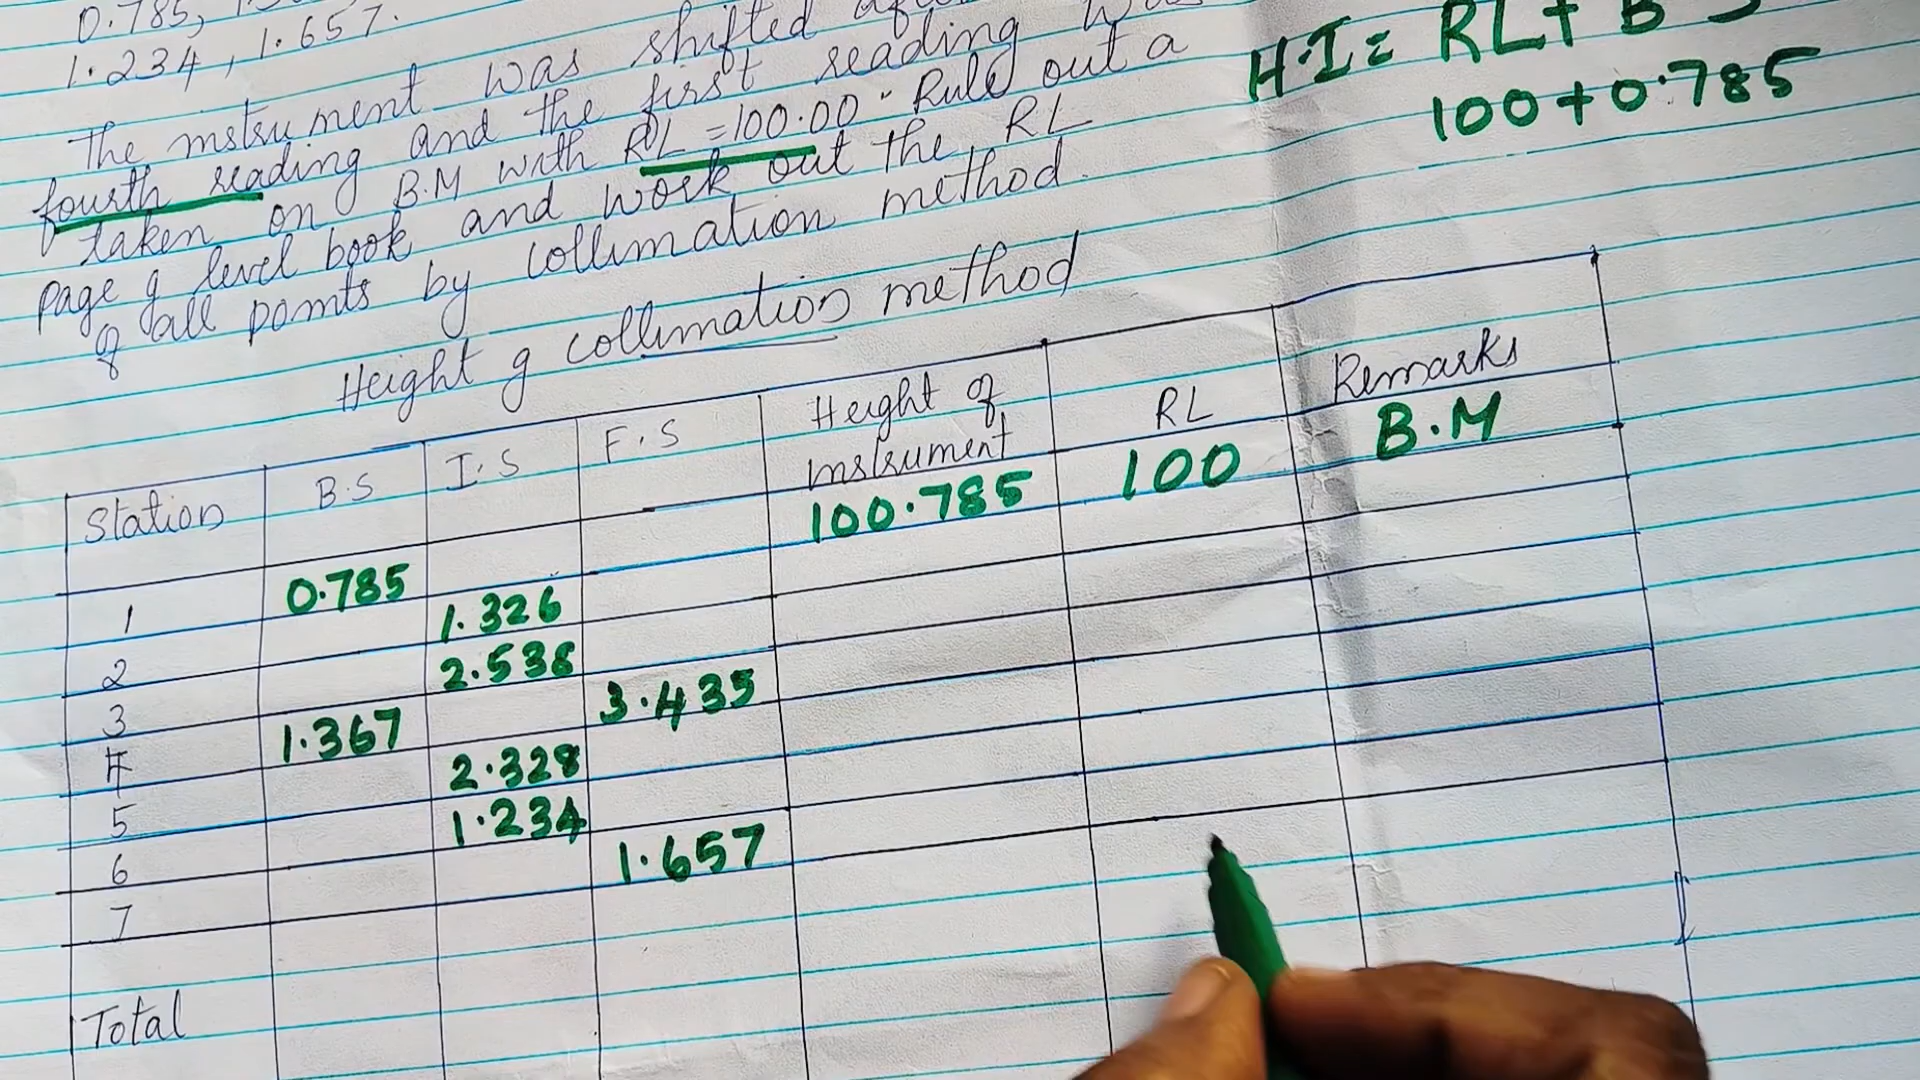 0.785,
1.234, 1.657.
The instrument was shifted
fourth reading and the first reading
taken on B.M with RL = 100.00. Rule out a
page of level book and work out the RL
of all points by collimation method.
H.I = RL + B
100 + 0.785
Height of collimation method
Station B.S I.S F.S Height of instrument RL Remarks
1 0.785 100.785 100 B.M
2 1.326
3 2.538
4 1.367 3.435
5 2.328
6 1.234
7 1.657
Total